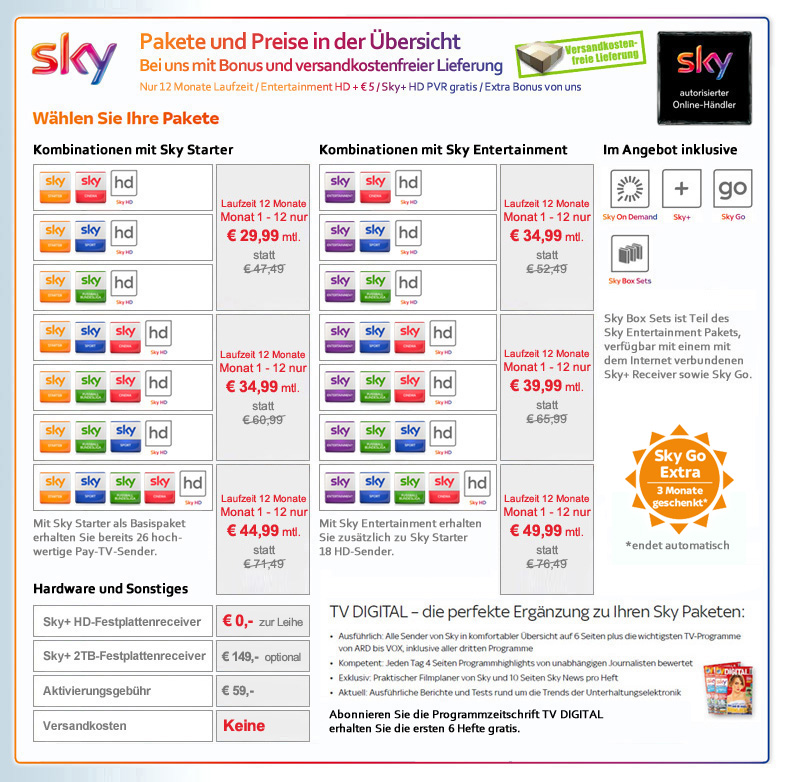 sky
Pakete und Preise in der Übersicht
Bei uns mit Bonus und versandkostenfreier Lieferung
Nur 12 Monate Laufzeit / Entertainment HD + € 5 / Sky+ HD PVR gratis / Extra Bonus von uns
Versandkosten-
freie Lieferung
sky
autorisierter
Online-Händler
Wählen Sie Ihre Pakete
Kombinationen mit Sky Starter
sky STARTER sky CINEMA hd Sky HD
sky STARTER sky SPORT hd Sky HD
sky STARTER sky FUSSBALL BUNDESLIGA hd Sky HD
Laufzeit 12 Monate
Monat 1 - 12 nur
€ 29,99 mtl.
statt
€ 47,49
sky STARTER sky SPORT sky CINEMA hd Sky HD
sky STARTER sky FUSSBALL BUNDESLIGA sky CINEMA hd Sky HD
sky STARTER sky FUSSBALL BUNDESLIGA sky SPORT hd Sky HD
Laufzeit 12 Monate
Monat 1 - 12 nur
€ 34,99 mtl.
statt
€ 60,99
sky STARTER sky SPORT sky FUSSBALL BUNDESLIGA sky CINEMA hd Sky HD
Laufzeit 12 Monate
Monat 1 - 12 nur
€ 44,99 mtl.
statt
€ 71,49
Mit Sky Starter als Basispaket
erhalten Sie bereits 26 hoch-
wertige Pay-TV-Sender.
Kombinationen mit Sky Entertainment
sky ENTERTAINMENT sky CINEMA hd Sky HD
sky ENTERTAINMENT sky SPORT hd Sky HD
sky ENTERTAINMENT sky FUSSBALL BUNDESLIGA hd Sky HD
Laufzeit 12 Monate
Monat 1 - 12 nur
€ 34,99 mtl.
statt
€ 52,49
sky ENTERTAINMENT sky SPORT sky CINEMA hd Sky HD
sky ENTERTAINMENT sky FUSSBALL BUNDESLIGA sky CINEMA hd Sky HD
sky ENTERTAINMENT sky FUSSBALL BUNDESLIGA sky SPORT hd Sky HD
Laufzeit 12 Monate
Monat 1 - 12 nur
€ 39,99 mtl.
statt
€ 65,99
sky ENTERTAINMENT sky SPORT sky FUSSBALL BUNDESLIGA sky CINEMA hd Sky HD
Laufzeit 12 Monate
Monat 1 - 12 nur
€ 49,99 mtl.
statt
€ 76,49
Mit Sky Entertainment erhalten
Sie zusätzlich zu Sky Starter
18 HD-Sender.
Im Angebot inklusive
+ go
Sky On Demand Sky+ Sky Go
Sky Box Sets
Sky Box Sets ist Teil des
Sky Entertainment Pakets,
verfügbar mit einem mit
dem Internet verbundenen
Sky+ Receiver sowie Sky Go.
Sky Go
Extra
3 Monate
geschenkt*
*endet automatisch
Hardware und Sonstiges
Sky+ HD-Festplattenreceiver € 0,- zur Leihe
Sky+ 2TB-Festplattenreceiver € 149,- optional
Aktivierungsgebühr € 59,-
Versandkosten Keine
TV DIGITAL – die perfekte Ergänzung zu Ihren Sky Paketen:
• Ausführlich: Alle Sender von Sky in komfortabler Übersicht auf 6 Seiten plus die wichtigsten TV-Programme
von ARD bis VOX, inklusive aller dritten Programme
• Kompetent: Jeden Tag 4 Seiten Programmhighlights von unabhängigen Journalisten bewertet
• Exklusiv: Praktischer Filmplaner von Sky und 10 Seiten Sky News pro Heft
• Aktuell: Ausführliche Berichte und Tests rund um die Trends der Unterhaltungselektronik
DIGITAL
Abonnieren Sie die Programmzeitschrift TV DIGITAL
erhalten Sie die ersten 6 Hefte gratis.